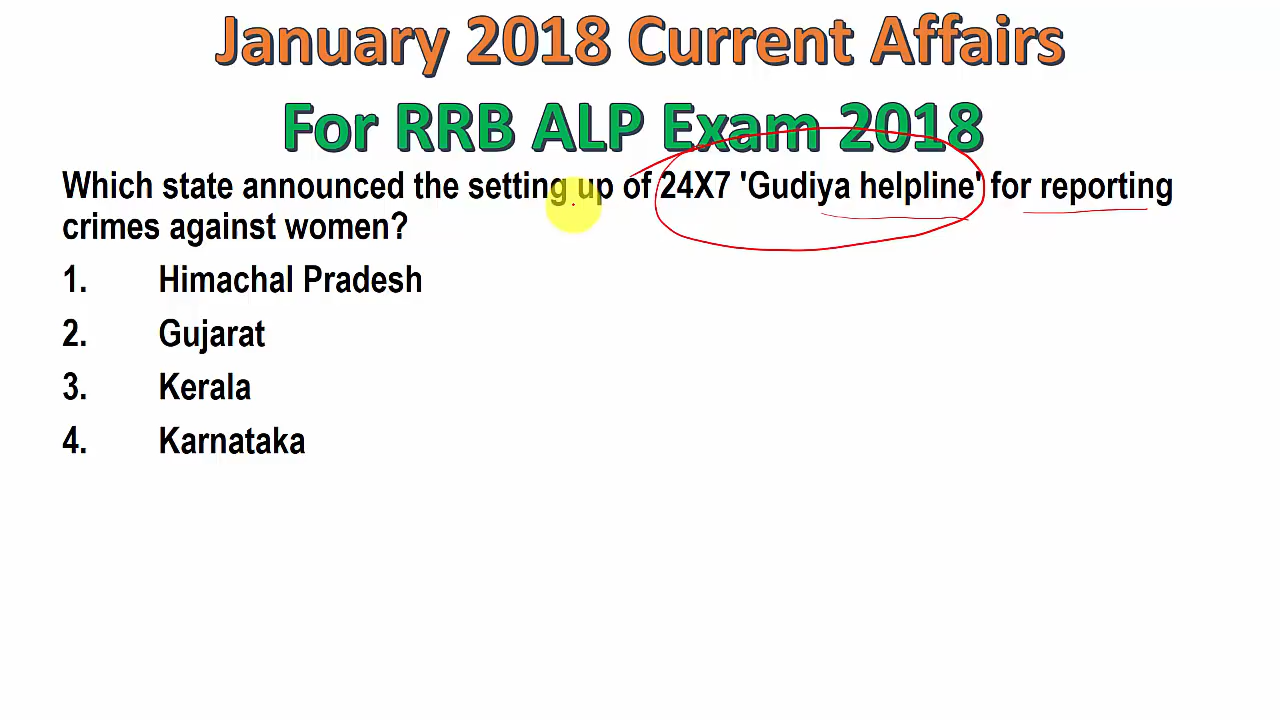 January 2018 Current Affairs
For RRB ALP Exam 2018
Which state announced the setting up of 24X7 'Gudiya helpline' for reporting
crimes against women?
1. Himachal Pradesh
2. Gujarat
3. Kerala
4. Karnataka